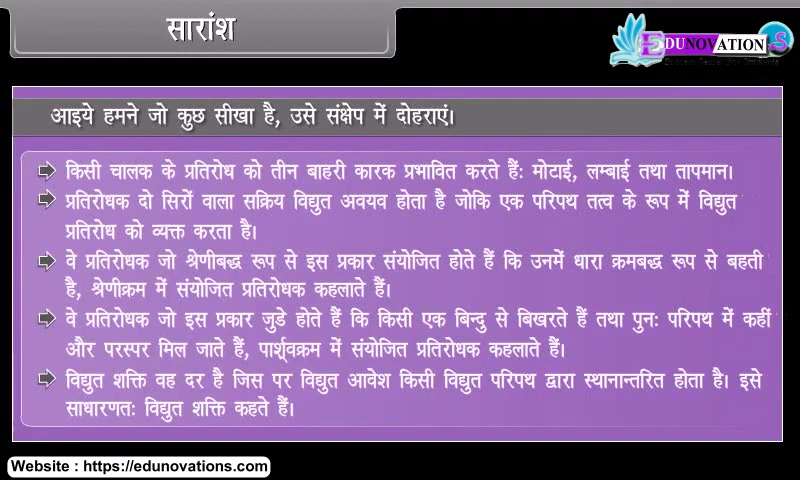 सारांश
EDUNOVATIONS
आइये हमने जो कुछ सीखा है, उसे संक्षेप में दोहराएं।
किसी चालक के प्रतिरोध को तीन बाहरी कारक प्रभावित करते हैंः मोटाई, लम्बाई तथा तापमान।
प्रतिरोधक दो सिरों वाला सक्रिय विद्युत अवयव होता है जोकि एक परिपथ तत्व के रूप में विद्युत
प्रतिरोध को व्यक्त करता है।
वे प्रतिरोधक जो श्रेणीबद्ध रूप से इस प्रकार संयोजित होते हैं कि उनमें धारा क्रमबद्ध रूप से बहती
है, श्रेणीक्रम में संयोजित प्रतिरोधक कहलाते हैं।
वे प्रतिरोधक जो इस प्रकार जुडे होते हैं कि किसी एक बिन्दु से बिखरते हैं तथा पुनः परिपथ में कहीं
और परस्पर मिल जाते हैं, पार्शुवक्रम में संयोजित प्रतिरोधक कहलाते हैं।
विद्युत शक्ति वह दर है जिस पर विद्युत आवेश किसी विद्युत परिपथ द्वारा स्थानान्तरित होता है। इसे
साधारणतः विद्युत शक्ति कहते हैं।
Website : https://edunovations.com